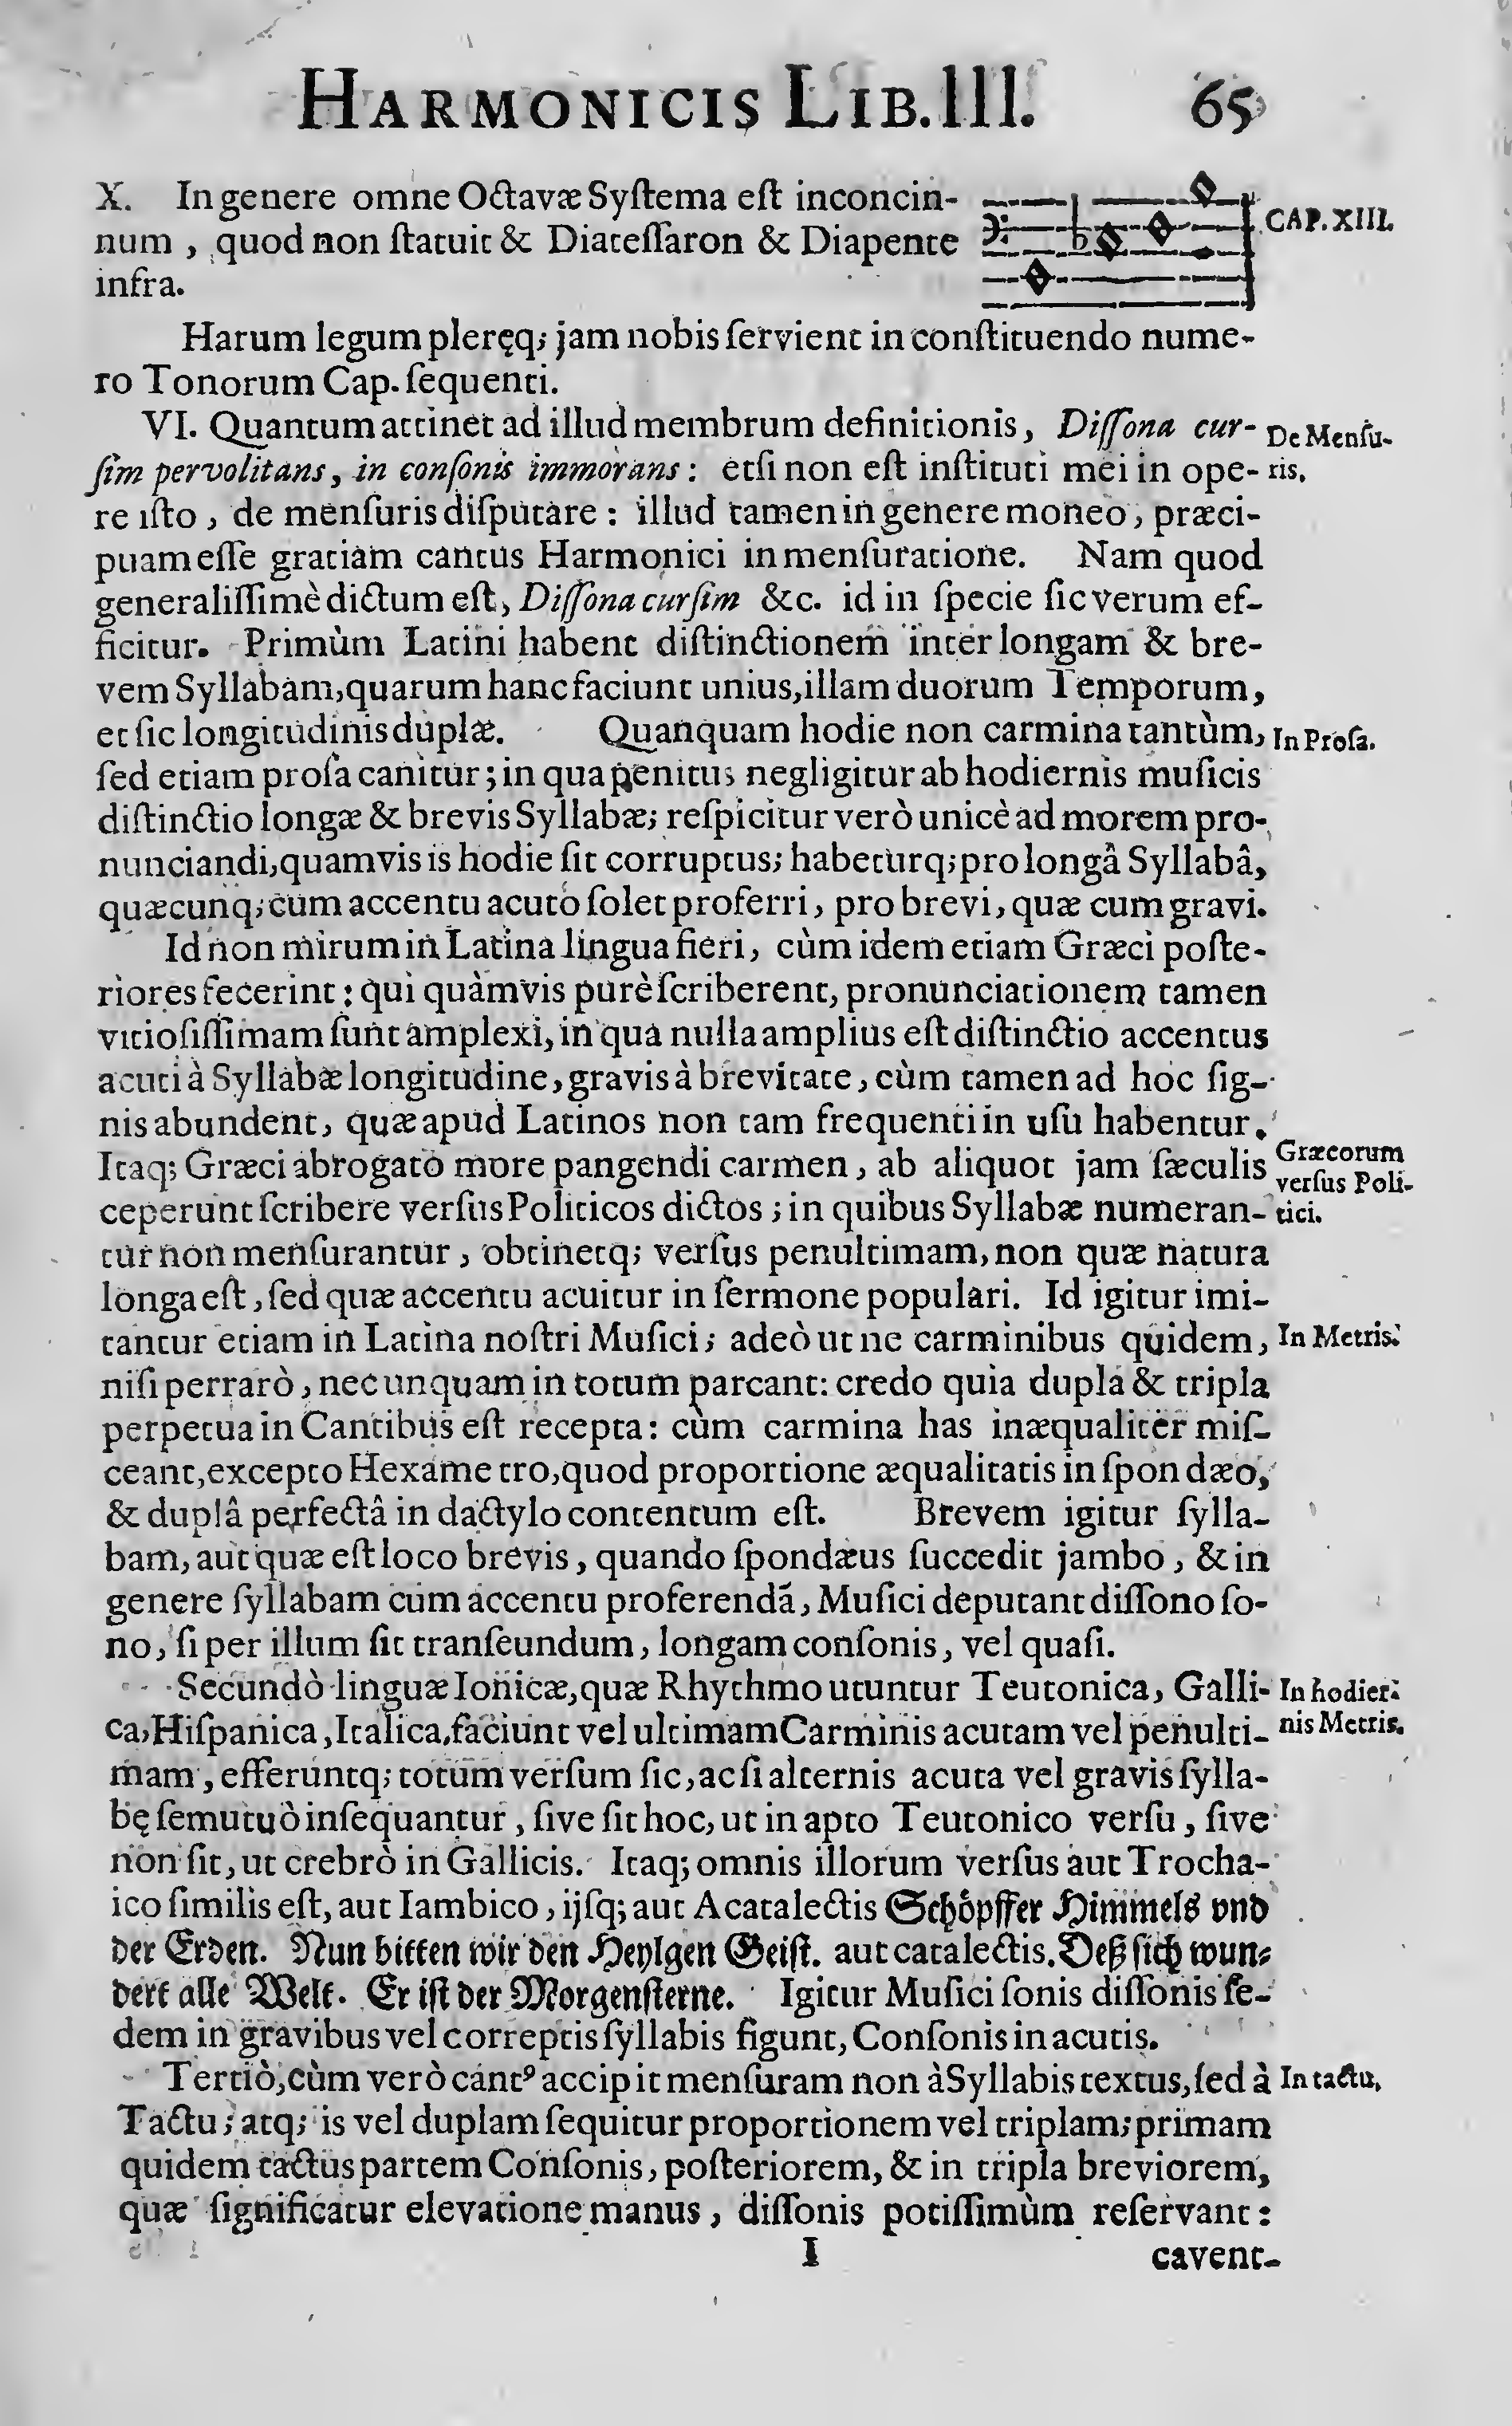 HARMONICIS LIB. III. 65
X. In genere omne Octavæ Syſtema eſt inconcin-
num, quod non ſtatuit & Diateſſaron & Diapente
infra.
CAP. XIII.
Harum legum pleręq; jam nobis ſervient in conſtituendo nume-
ro Tonorum Cap. ſequenti.
VI. Quantum attinet ad illud membrum definitionis, Diſſona cur-
ſim pervolitans, in conſonis immorans: etſi non eſt inſtituti mei in ope-
De Menſu-
ris.
re iſto, de menſuris diſputare: illud tamen in genere moneo, præci-
puam eſſe gratiam cantus Harmonici in menſuratione. Nam quod
generaliſſimè dictum eſt, Diſſona curſim &c. id in ſpecie ſic verum ef-
ficitur. Primùm Latini habent diſtinctionem inter longam & bre-
vem Syllabam, quarum hanc faciunt unius, illam duorum Temporum,
et ſic longitudinis duplæ. Quanquam hodie non carmina tantùm,
In Proſa.
ſed etiam proſa canitur; in qua penitus negligitur ab hodiernis muſicis
diſtinctio longæ & brevis Syllabæ; reſpicitur verò unicè ad morem pro-
nunciandi, quamvis is hodie ſit corruptus; habeturq; pro longâ Syllabâ,
quæcunq; cum accentu acuto ſolet proferri, pro brevi, quæ cum gravi.
Id non mirum in Latina lingua fieri, cùm idem etiam Græci poſte-
riores fecerint: qui quàmvis purè ſcriberent, pronunciationem tamen
vitioſiſſimam ſunt amplexi, in qua nulla amplius eſt diſtinctio accentus
acuti à Syllabæ longitudine, gravis à brevitate, cùm tamen ad hoc ſig-
nis abundent, quæ apud Latinos non tam frequenti in uſu habentur.
Itaq; Græci abrogato more pangendi carmen, ab aliquot jam ſæculis
ceperunt ſcribere verſus Politicos dictos; in quibus Syllabæ numeran-
Græcorum
verſus Poli-
tici.
tur non menſurantur, obtinetq; verſus penultimam, non quæ natura
longa eſt, ſed quæ accentu acuitur in ſermone populari. Id igitur imi-
tantur etiam in Latina noſtri Muſici; adeò ut ne carminibus quidem,
In Metris.
niſi perrarò, nec unquam in totum parcant: credo quia dupla & tripla
perpetua in Cantibus eſt recepta: cùm carmina has inæqualiter miſ-
ceant, excepto Hexametro, quod proportione æqualitatis in ſpondæo,
& duplâ perfectâ in dactylo contentum eſt. Brevem igitur ſylla-
bam, aut quæ eſt loco brevis, quando ſpondæus ſuccedit jambo, & in
genere ſyllabam cum accentu proferendā, Muſici deputant diſſono ſo-
no, ſi per illum ſit tranſeundum, longam conſonis, vel quaſi.
Secundò linguæ Ionicæ, quæ Rhythmo utuntur Teutonica, Galli-
ca, Hiſpanica, Italica, faciunt vel ultimam Carminis acutam vel penulti-
In hodier-
nis Metris.
mam, efferuntq; totum verſum ſic, ac ſi alternis acuta vel gravis ſylla-
bę ſe mutuò inſequantur, ſive ſit hoc, ut in apto Teutonico verſu, ſive
non ſit, ut crebrò in Gallicis. Itaq; omnis illorum verſus aut Trocha-
ico ſimilis eſt, aut Iambico, ijſq; aut Acatalectis Schöpffer Himmels vnd
der Erden. Nun bitten wir den Heylgen Geiſt. aut catalectis. Deß ſich wun-
dert alle Welt. Er iſt der Morgenſterne. Igitur Muſici ſonis diſſonis ſe-
dem in gravibus vel correptis ſyllabis figunt, Conſonis in acutis.
Tertiò, cùm verò cantꝰ accipit menſuram non à Syllabis textus, ſed à
In tactu.
Tactu; atq; is vel duplam ſequitur proportionem vel triplam; primam
quidem tactus partem Conſonis, poſteriorem, & in tripla breviorem,
quæ ſignificatur elevatione manus, diſſonis potiſſimùm reſervant:
I cavent-